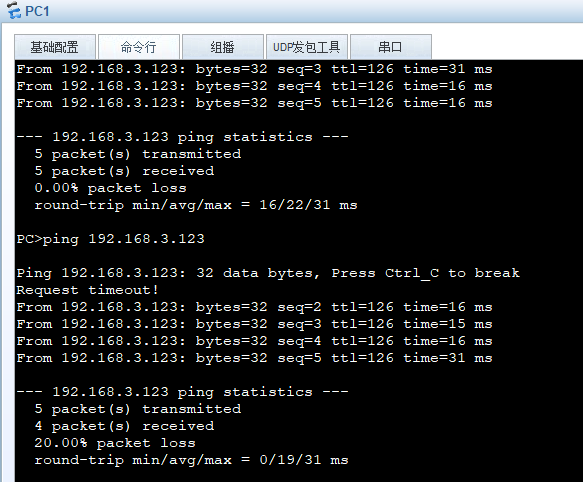 PC1
基础配置 命令行 组播 UDP发包工具 串口
From 192.168.3.123: bytes=32 seq=3 ttl=126 time=31 ms
From 192.168.3.123: bytes=32 seq=4 ttl=126 time=16 ms
From 192.168.3.123: bytes=32 seq=5 ttl=126 time=16 ms
--- 192.168.3.123 ping statistics ---
5 packet(s) transmitted
5 packet(s) received
0.00% packet loss
round-trip min/avg/max = 16/22/31 ms
PC>ping 192.168.3.123
Ping 192.168.3.123: 32 data bytes, Press Ctrl_C to break
Request timeout!
From 192.168.3.123: bytes=32 seq=2 ttl=126 time=16 ms
From 192.168.3.123: bytes=32 seq=3 ttl=126 time=15 ms
From 192.168.3.123: bytes=32 seq=4 ttl=126 time=16 ms
From 192.168.3.123: bytes=32 seq=5 ttl=126 time=31 ms
--- 192.168.3.123 ping statistics ---
5 packet(s) transmitted
4 packet(s) received
20.00% packet loss
round-trip min/avg/max = 0/19/31 ms